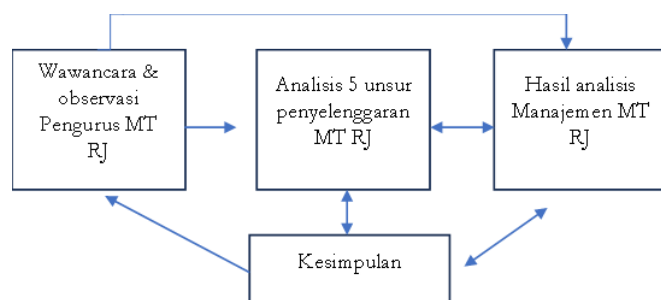 Wawancara &
observasi
Pengurus MT
RJ
Analisis 5 unsur
penyelenggaran
MT RJ
Hasil analisis
Manajemen MT
RJ
Kesimpulan